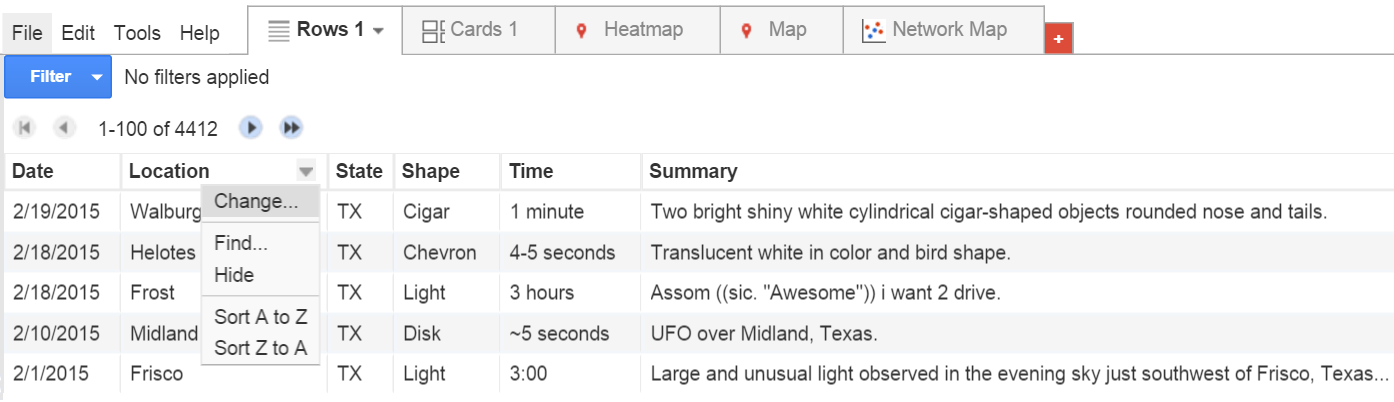 File Edit Tools Help Rows 1 Cards 1 Heatmap Map Network Map +
Filter No filters applied
1-100 of 4412
Date Location State Shape Time Summary
2/19/2015 Walburg TX Cigar 1 minute Two bright shiny white cylindrical cigar-shaped objects rounded nose and tails.
Change...
2/18/2015 Helotes TX Chevron 4-5 seconds Translucent white in color and bird shape.
Find...
Hide
2/18/2015 Frost TX Light 3 hours Assom ((sic. "Awesome")) i want 2 drive.
Sort A to Z
2/10/2015 Midland TX Disk ~5 seconds UFO over Midland, Texas.
Sort Z to A
2/1/2015 Frisco TX Light 3:00 Large and unusual light observed in the evening sky just southwest of Frisco, Texas...